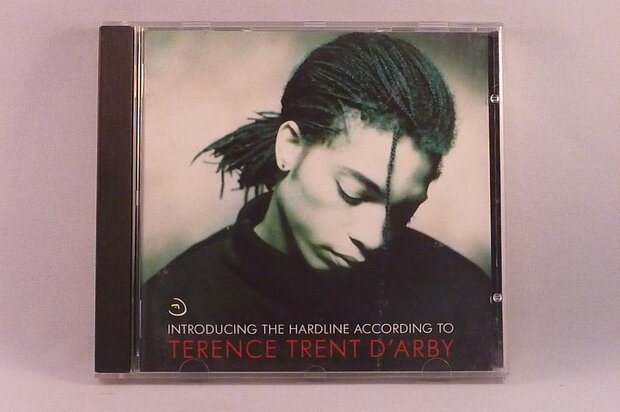 INTRODUCING THE HARDLINE ACCORDING TO
TERENCE TRENT D'ARBY